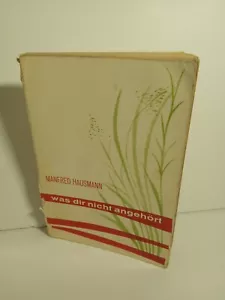 MANFRED HAUSMANN
was dir nicht angehört